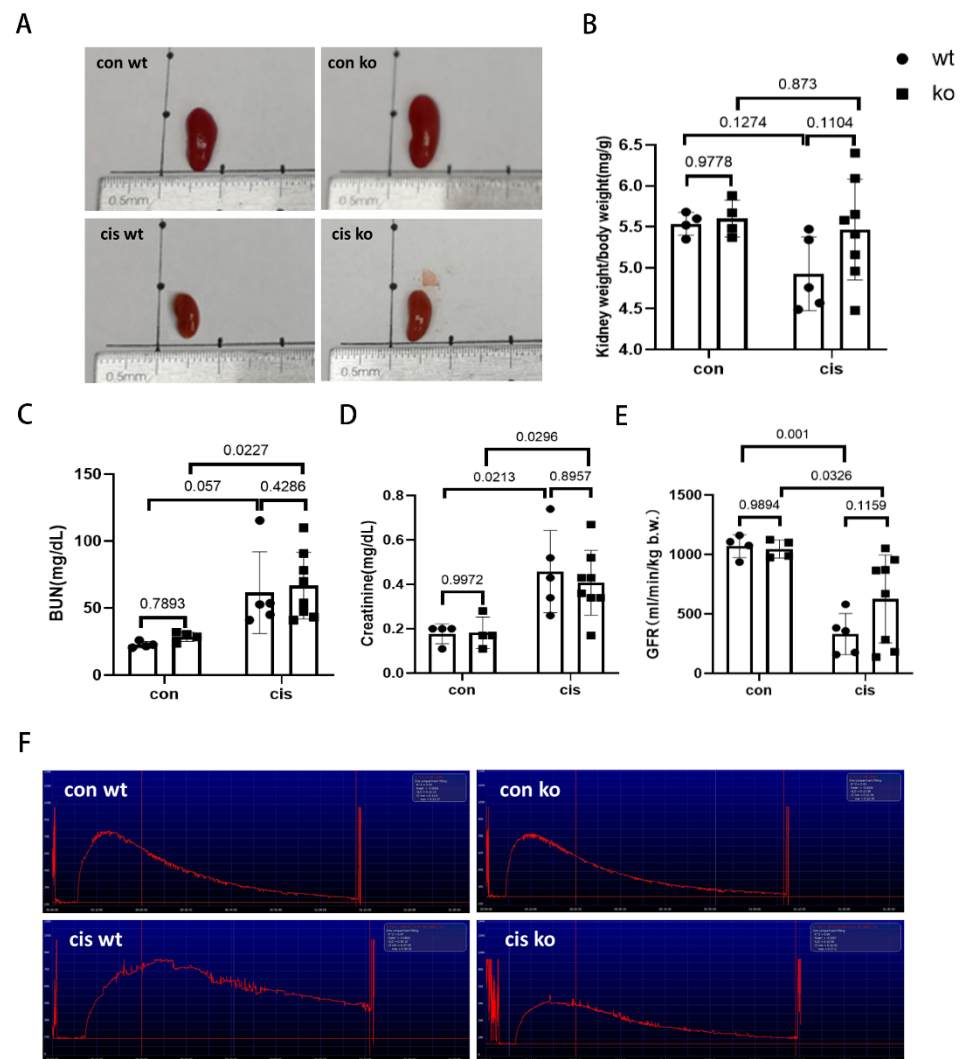 A
con wt
con ko
0.5mm
0.5mm
cis wt
cis ko
0.5mm
0.5mm
B
wt
ko
0.873
0.1274
0.1104
0.9778
Kidney weight/body weight(mg/g)
6.5
6.0
5.5
5.0
4.5
4.0
con
cis
C
0.0227
0.057
0.4286
0.7893
BUN(mg/dL)
150
100
50
0
con
cis
D
0.0296
0.0213
0.8957
0.9972
Creatinine(mg/dL)
0.8
0.6
0.4
0.2
0.0
con
cis
E
0.001
0.0326
0.9894
0.1159
GFR (ml/min/kg b.w.)
1500
1000
500
0
con
cis
F
con wt
con ko
cis wt
cis ko